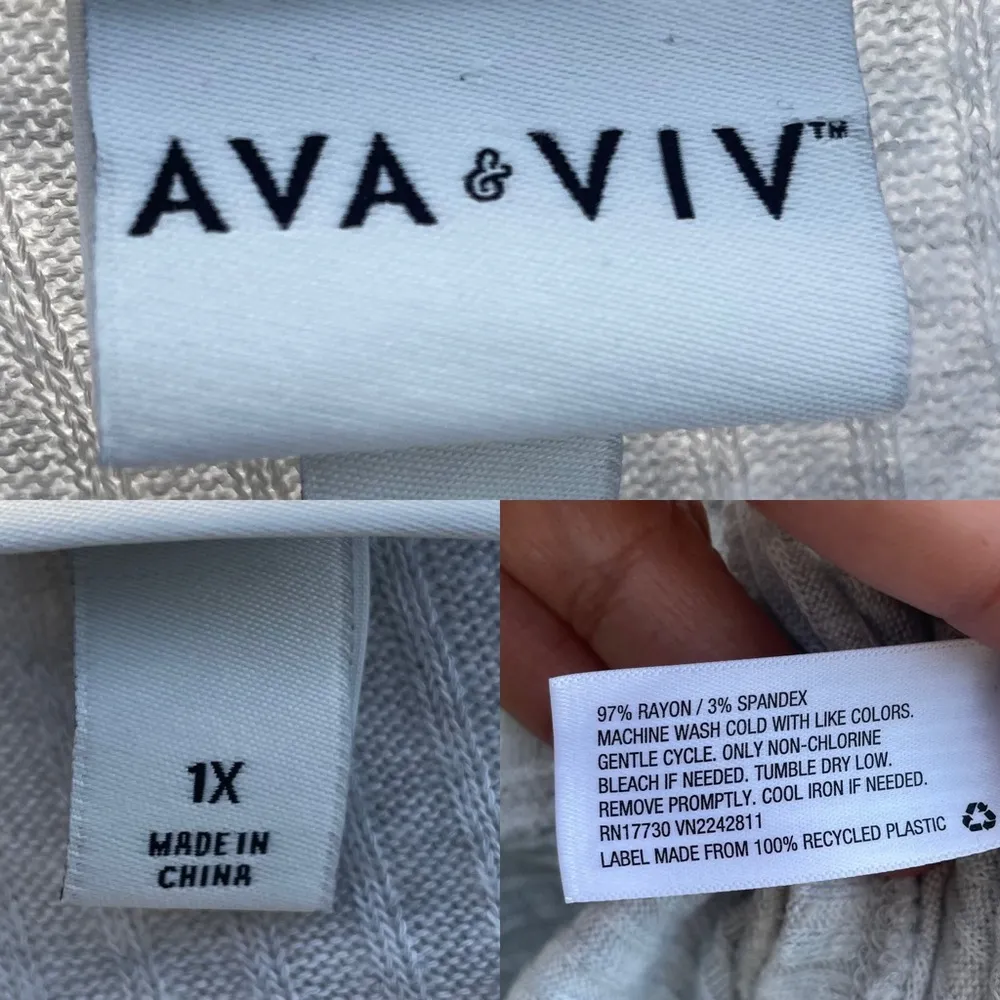 AVA & VIV™
1X
MADE IN
CHINA
97% RAYON / 3% SPANDEX
MACHINE WASH COLD WITH LIKE COLORS.
GENTLE CYCLE. ONLY NON-CHLORINE
BLEACH IF NEEDED. TUMBLE DRY LOW.
REMOVE PROMPTLY. COOL IRON IF NEEDED.
RN17730 VN2242811
LABEL MADE FROM 100% RECYCLED PLASTIC